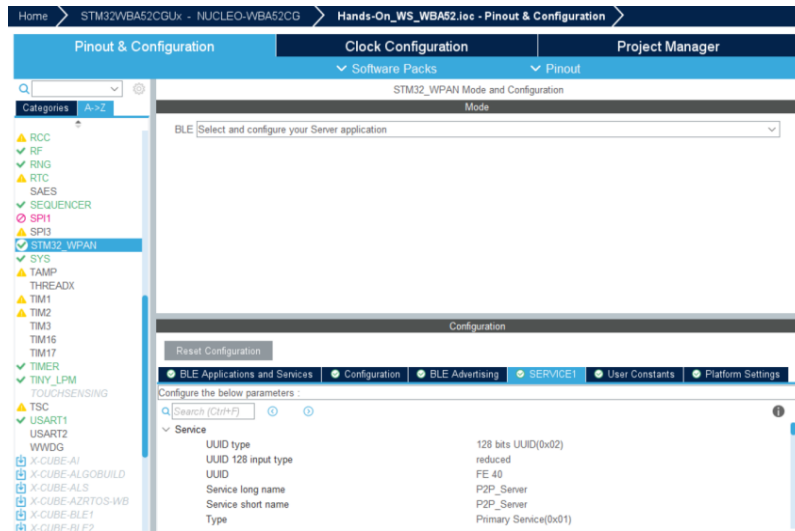 Home STM32WBA52CGUx - NUCLEO-WBA52CG Hands-On_WS_WBA52.ioc - Pinout & Configuration
Pinout & Configuration Clock Configuration Project Manager
Software Packs Pinout
STM32_WPAN Mode and Configuration
Categories A->Z
Mode
BLE Select and configure your Server application
RCC
RF
RNG
RTC
SAES
SEQUENCER
SPI1
SPI3
STM32_WPAN
SYS
TAMP
THREADX
TIM1
TIM2
TIM3
TIM16
TIM17
TIMER
TINY_LPM
TOUCHSENSING
TSC
USART1
USART2
WWDG
X-CUBE-AI
X-CUBE-ALGOBUILD
X-CUBE-ALS
X-CUBE-AZRTOS-WB
X-CUBE-BLE1
X-CUBE-BLE2
Configuration
Reset Configuration
BLE Applications and Services Configuration BLE Advertising SERVICE1 User Constants Platform Settings
Configure the below parameters :
Search (Ctrl+F)
Service
UUID type 128 bits UUID(0x02)
UUID 128 input type reduced
UUID FE 40
Service long name P2P_Server
Service short name P2P_Server
Type Primary Service(0x01)